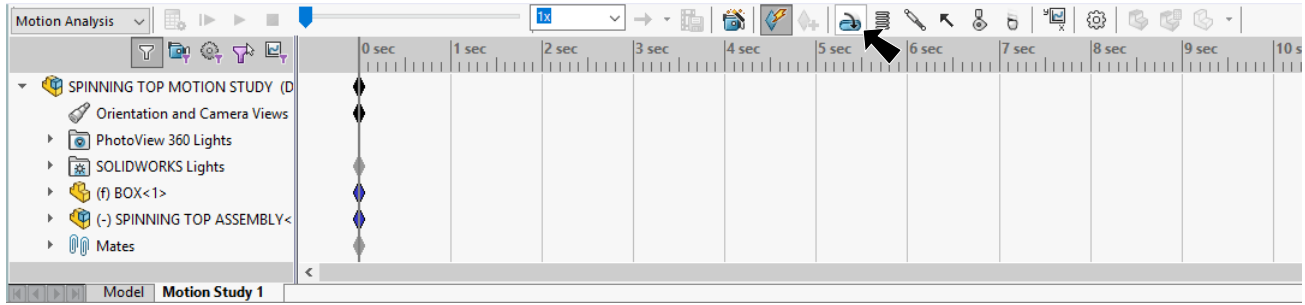 Motion Analysis
1x
0 sec 1 sec 2 sec 3 sec 4 sec 5 sec 6 sec 7 sec 8 sec 9 sec 10 s
SPINNING TOP MOTION STUDY (D
Orientation and Camera Views
PhotoView 360 Lights
SOLIDWORKS Lights
(f) BOX<1>
(-) SPINNING TOP ASSEMBLY<
Mates
Model Motion Study 1